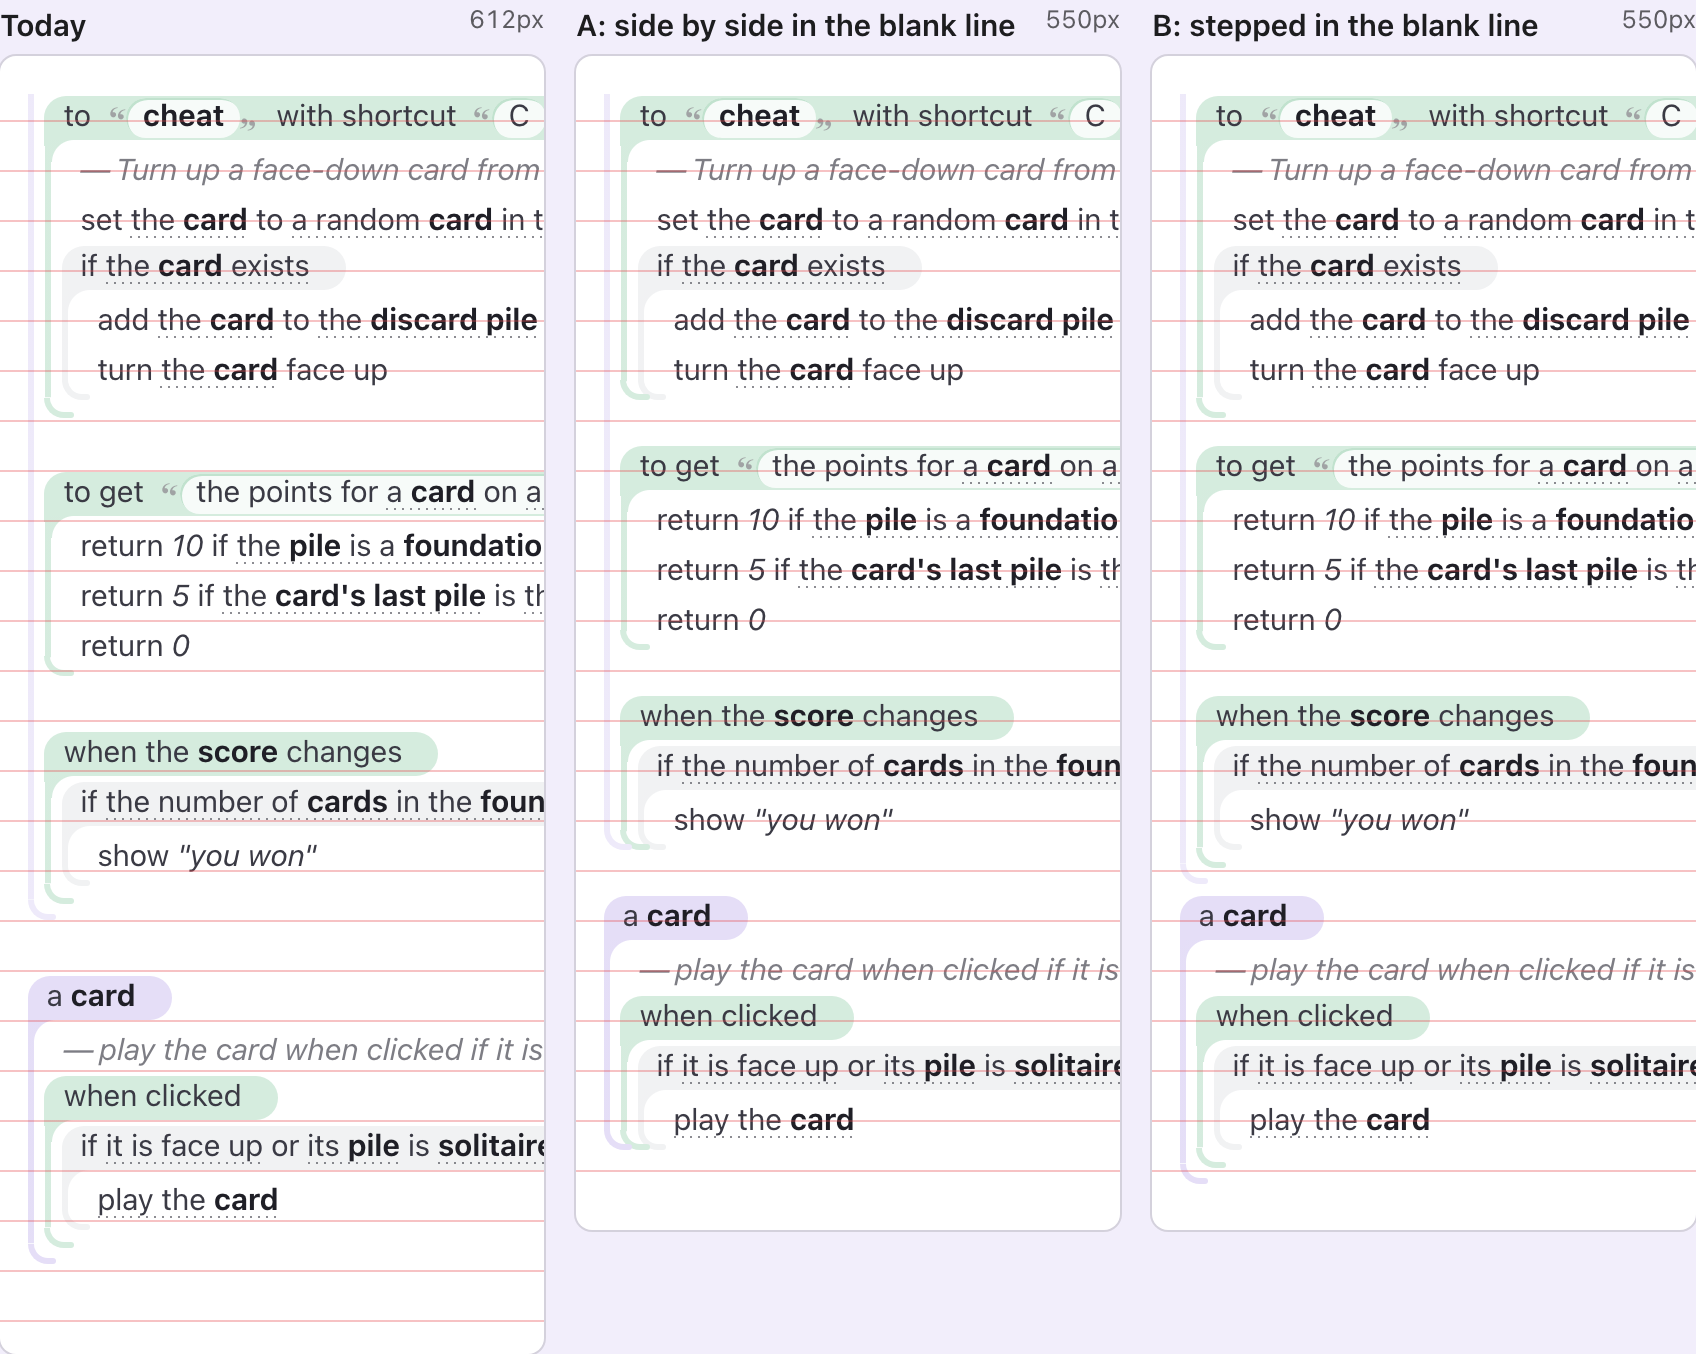 Today
612px
to “ cheat „ with shortcut “ C
— Turn up a face-down card from
set the card to a random card in t
if the card exists
add the card to the discard pile
turn the card face up
to get “ the points for a card on a
return 10 if the pile is a foundatio
return 5 if the card's last pile is th
return 0
when the score changes
if the number of cards in the foun
show "you won"
a card
— play the card when clicked if it is
when clicked
if it is face up or its pile is solitaire
play the card
A: side by side in the blank line
550px
to “ cheat „ with shortcut “ C
— Turn up a face-down card from
set the card to a random card in t
if the card exists
add the card to the discard pile
turn the card face up
to get “ the points for a card on a
return 10 if the pile is a foundatio
return 5 if the card's last pile is th
return 0
when the score changes
if the number of cards in the foun
show "you won"
a card
— play the card when clicked if it is
when clicked
if it is face up or its pile is solitaire
play the card
B: stepped in the blank line
550px
to “ cheat „ with shortcut “ C
— Turn up a face-down card from
set the card to a random card in t
if the card exists
add the card to the discard pile
turn the card face up
to get “ the points for a card on a
return 10 if the pile is a foundatio
return 5 if the card's last pile is th
return 0
when the score changes
if the number of cards in the foun
show "you won"
a card
— play the card when clicked if it is
when clicked
if it is face up or its pile is solitaire
play the card